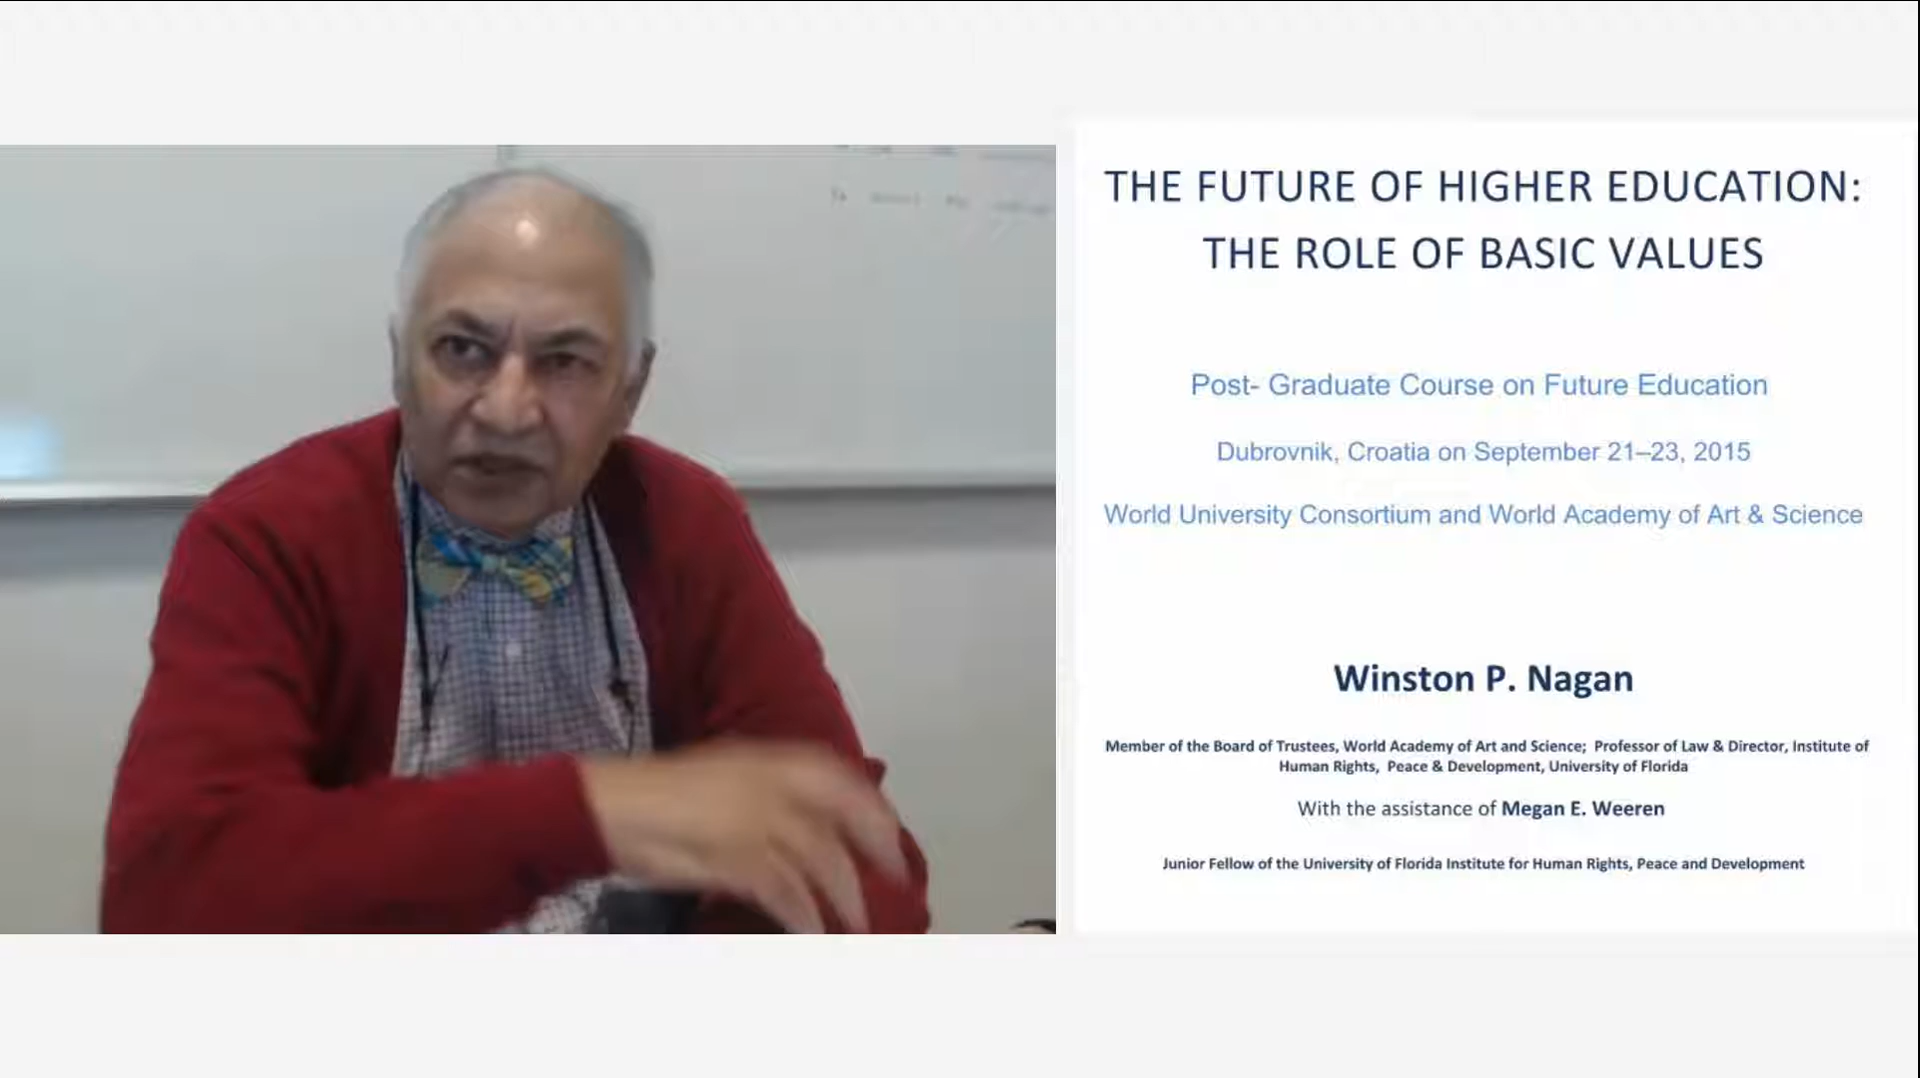 THE FUTURE OF HIGHER EDUCATION:
THE ROLE OF BASIC VALUES
Post- Graduate Course on Future Education
Dubrovnik, Croatia on September 21–23, 2015
World University Consortium and World Academy of Art & Science
Winston P. Nagan
Member of the Board of Trustees, World Academy of Art and Science; Professor of Law & Director, Institute of
Human Rights, Peace & Development, University of Florida
With the assistance of Megan E. Weeren
Junior Fellow of the University of Florida Institute for Human Rights, Peace and Development